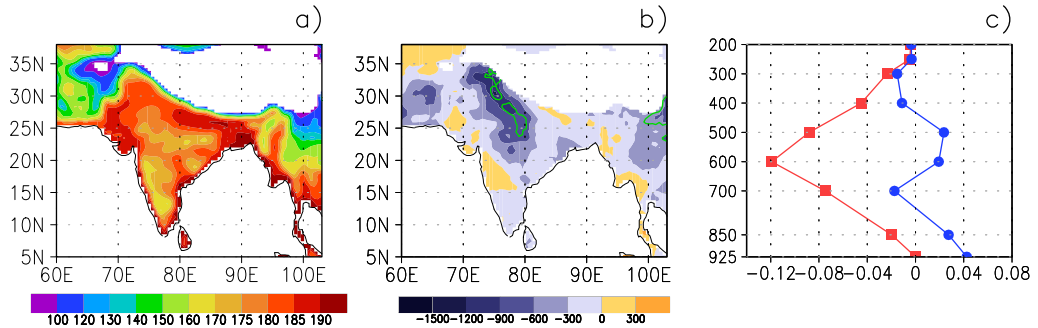 a)
b)
c)
35N
30N
25N
20N
15N
10N
5N
60E 70E 80E 90E 100E
100 120 130 140 150 160 170 175 180 185 190
35N
30N
25N
20N
15N
10N
5N
60E 70E 80E 90E 100E
-1500 -1200 -900 -600 -300 0 300
200
300
400
500
600
700
850
925
-0.12 -0.08 -0.04 0 0.04 0.08